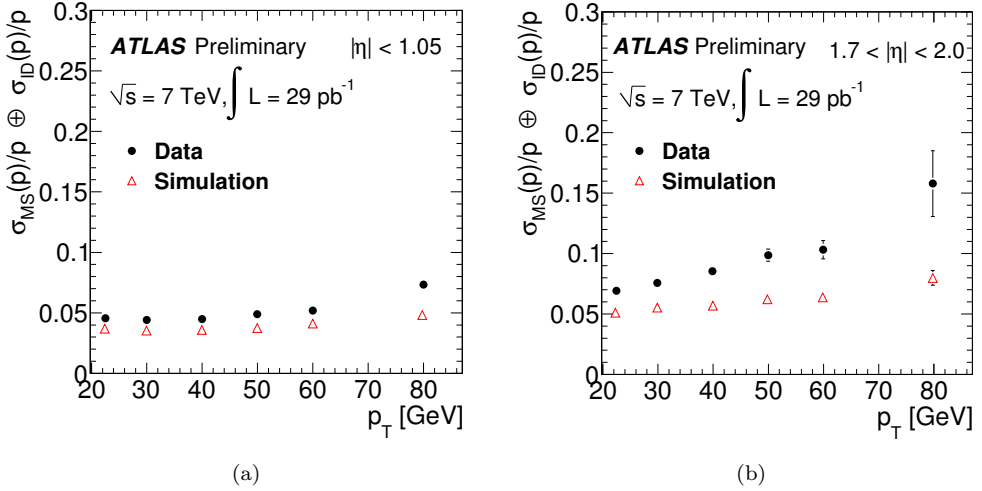 σ_MS(p)/p ⊕ σ_ID(p)/p
0.3
0.25
0.2
0.15
0.1
0.05
0
ATLAS Preliminary |η| < 1.05
√s = 7 TeV, ∫ L = 29 pb⁻¹
Data
Simulation
20 30 40 50 60 70 80
p_T [GeV]
(a)
σ_MS(p)/p ⊕ σ_ID(p)/p
0.3
0.25
0.2
0.15
0.1
0.05
0
ATLAS Preliminary 1.7 < |η| < 2.0
√s = 7 TeV, ∫ L = 29 pb⁻¹
Data
Simulation
20 30 40 50 60 70 80
p_T [GeV]
(b)